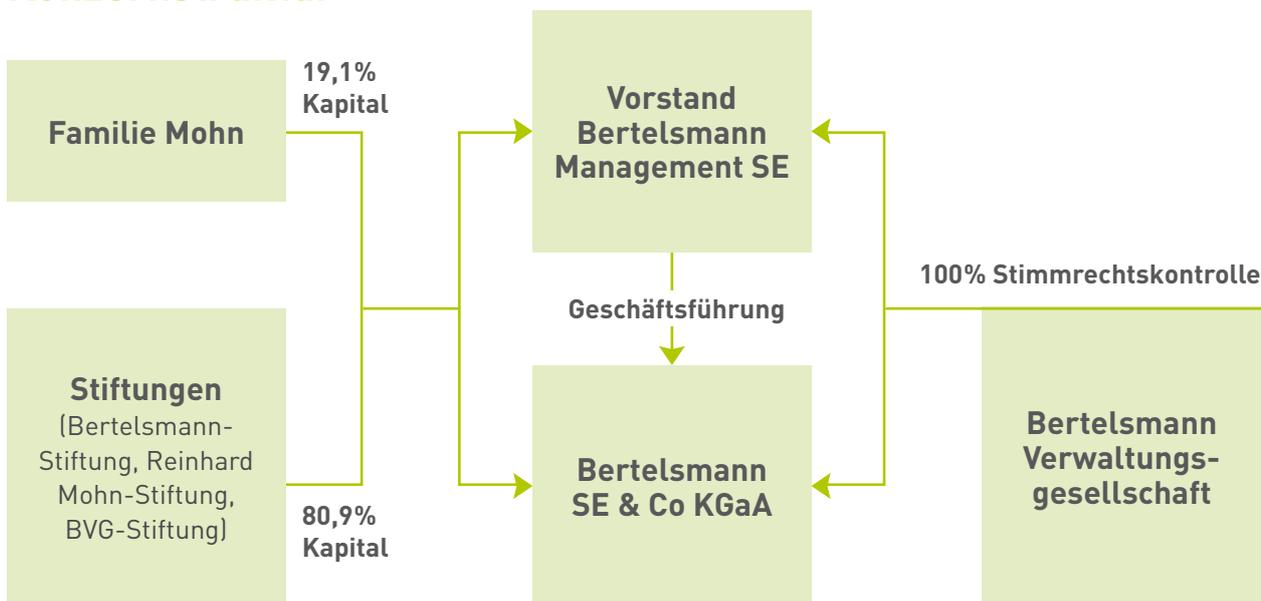 Familie Mohn
19,1%
Kapital
Vorstand
Bertelsmann
Management SE
Geschäftsführung
100% Stimmrechtskontrolle
Stiftungen
(Bertelsmann-
Stiftung, Reinhard
Mohn-Stiftung,
BVG-Stiftung)
80,9%
Kapital
Bertelsmann
SE & Co KGaA
Bertelsmann
Verwaltungs-
gesellschaft